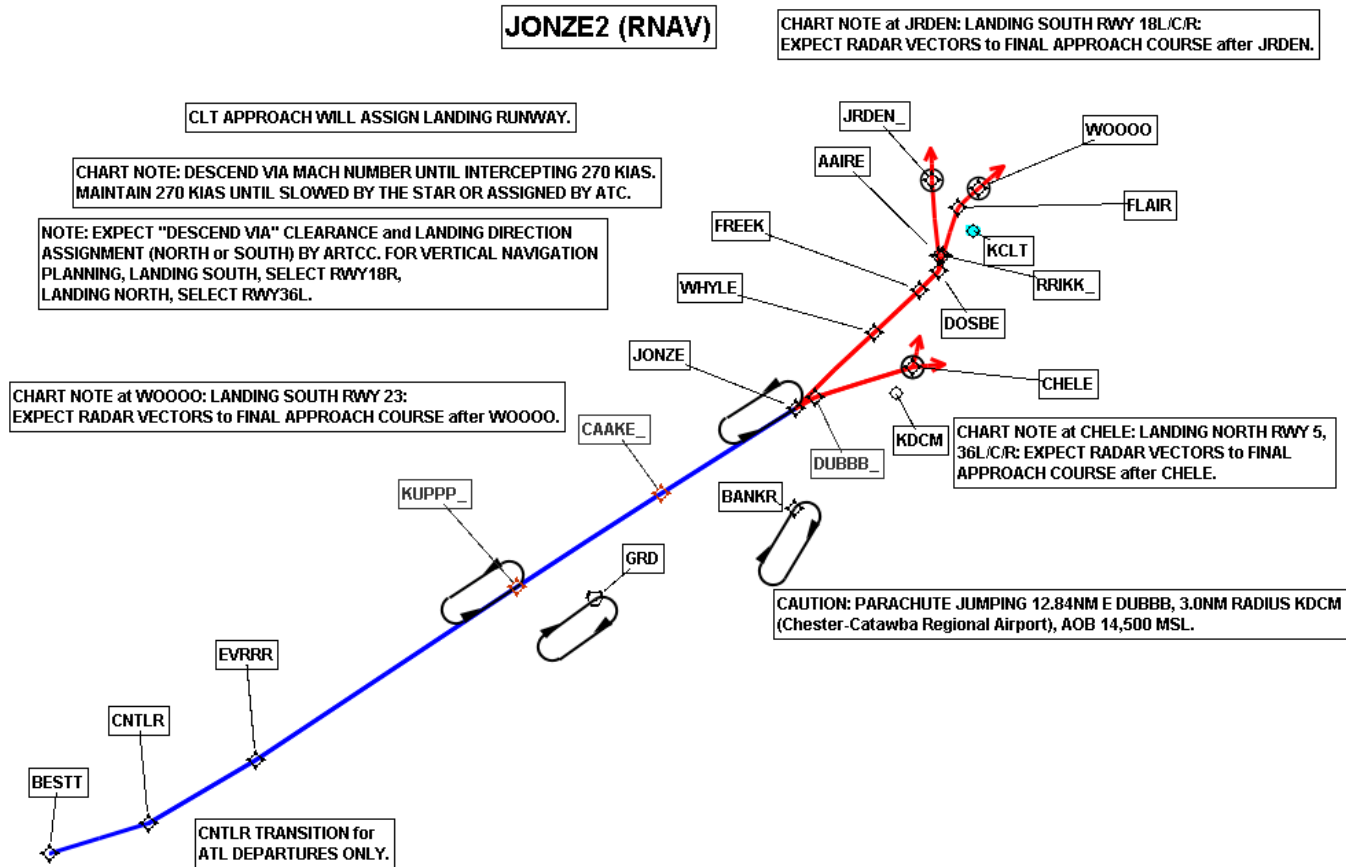 JONZE2 (RNAV)
CHART NOTE at JRDEN: LANDING SOUTH RWY 18L/C/R:
EXPECT RADAR VECTORS to FINAL APPROACH COURSE after JRDEN.
CLT APPROACH WILL ASSIGN LANDING RUNWAY.
JRDEN_
WOOOO
AAIRE
CHART NOTE: DESCEND VIA MACH NUMBER UNTIL INTERCEPTING 270 KIAS.
MAINTAIN 270 KIAS UNTIL SLOWED BY THE STAR OR ASSIGNED BY ATC.
FLAIR
NOTE: EXPECT "DESCEND VIA" CLEARANCE and LANDING DIRECTION
ASSIGNMENT (NORTH or SOUTH) BY ARTCC. FOR VERTICAL NAVIGATION
PLANNING, LANDING SOUTH, SELECT RWY18R,
LANDING NORTH, SELECT RWY36L.
FREEK
KCLT
RRIKK_
WHYLE
DOSBE
JONZE
CHELE
CHART NOTE at WOOOO: LANDING SOUTH RWY 23:
EXPECT RADAR VECTORS to FINAL APPROACH COURSE after WOOOO.
CAAKE_
KDCM
CHART NOTE at CHELE: LANDING NORTH RWY 5,
36L/C/R: EXPECT RADAR VECTORS to FINAL
APPROACH COURSE after CHELE.
DUBBB_
KUPPP_
BANKR
GRD
CAUTION: PARACHUTE JUMPING 12.84NM E DUBBB, 3.0NM RADIUS KDCM
(Chester-Catawba Regional Airport), AOB 14,500 MSL.
EVRRR
CNTLR
BESTT
CNTLR TRANSITION for
ATL DEPARTURES ONLY.